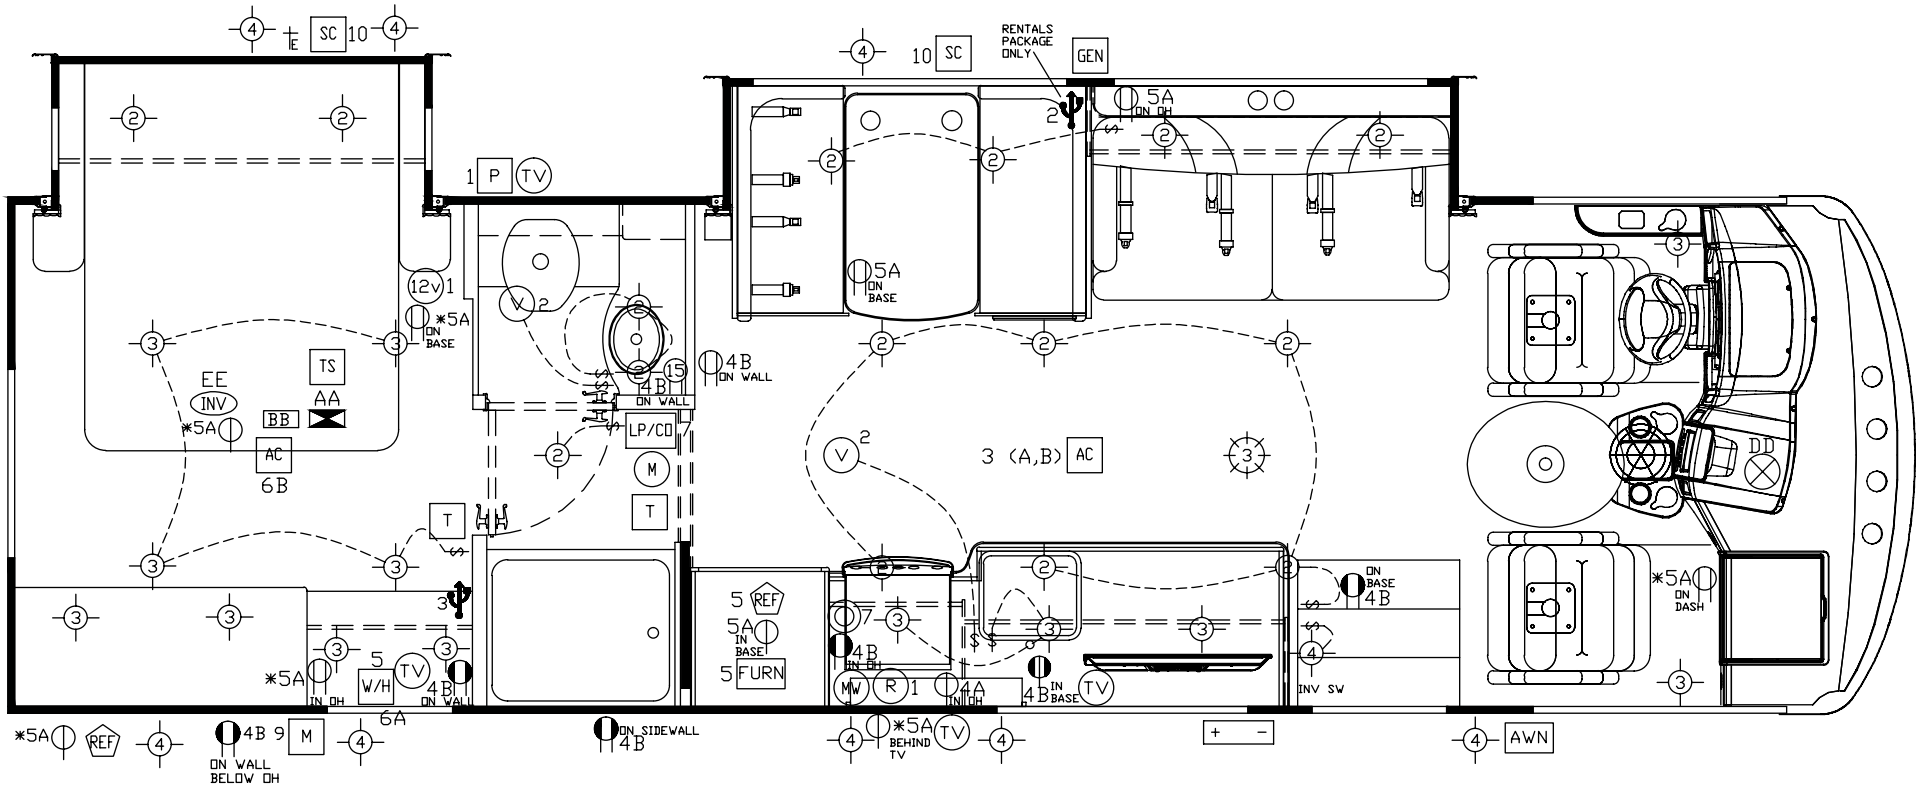 4
E
SC 10
4
4
10 SC
RENTALS
PACKAGE
ONLY
GEN
2
2
1 P TV
2
5A
ON OH
2
2
2
2
S
3
12V 1
*5A
ON
BASE
V 2
2
5A
ON
BASE
3
3
2
2
2
TS
EE
INV
AA
BB
*5A
AC
6B
S
S
2
15
4B
ON WALL
4B
ON WALL
S
LP/CO 7
2
M
T
V 2
3 (A,B) AC
3
DD
T
S
3
3
2
2
2
3
3
3
3
3
5 REF
5A
IN
BASE
5 FURN
7
3
4B
IN OH
S S
3
3
S
S
4
INV SW
ON
BASE
4B
*5A
ON
DASH
3
*5A
IN OH
5
W/H
6A
TV
4B
ON WALL
MW R 1
4A
IN OH
4B
IN
BASE
TV
*5A REF
4
4B
ON WALL
BELOW OH
9 M
4
ON SIDEWALL
4B
4
*5A
BEHIND
TV
TV
4
+ -
4
AWN